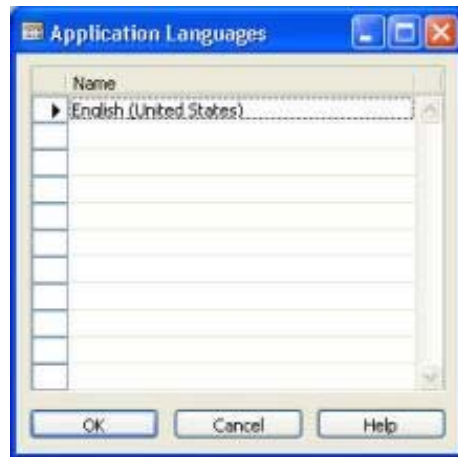 Application Languages
Name
English (United States)
OK Cancel Help